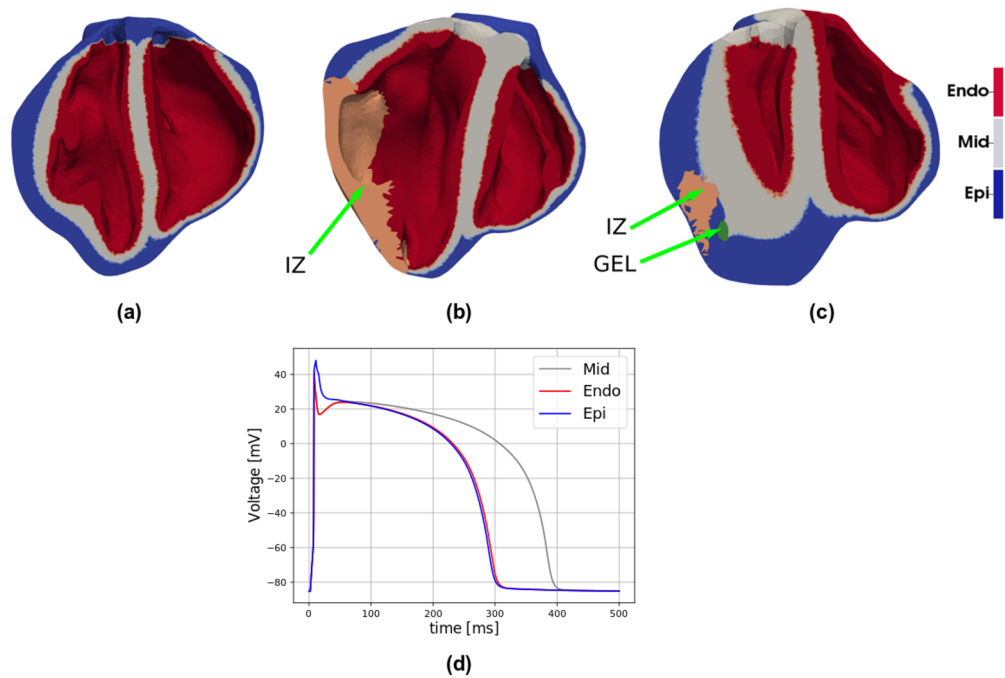 Endo
Mid
Epi
IZ
IZ
GEL
(a)
(b)
(c)
Voltage [mV]
40
20
0
−20
−40
−60
−80
Mid
Endo
Epi
0
100
200
300
400
500
time [ms]
(d)